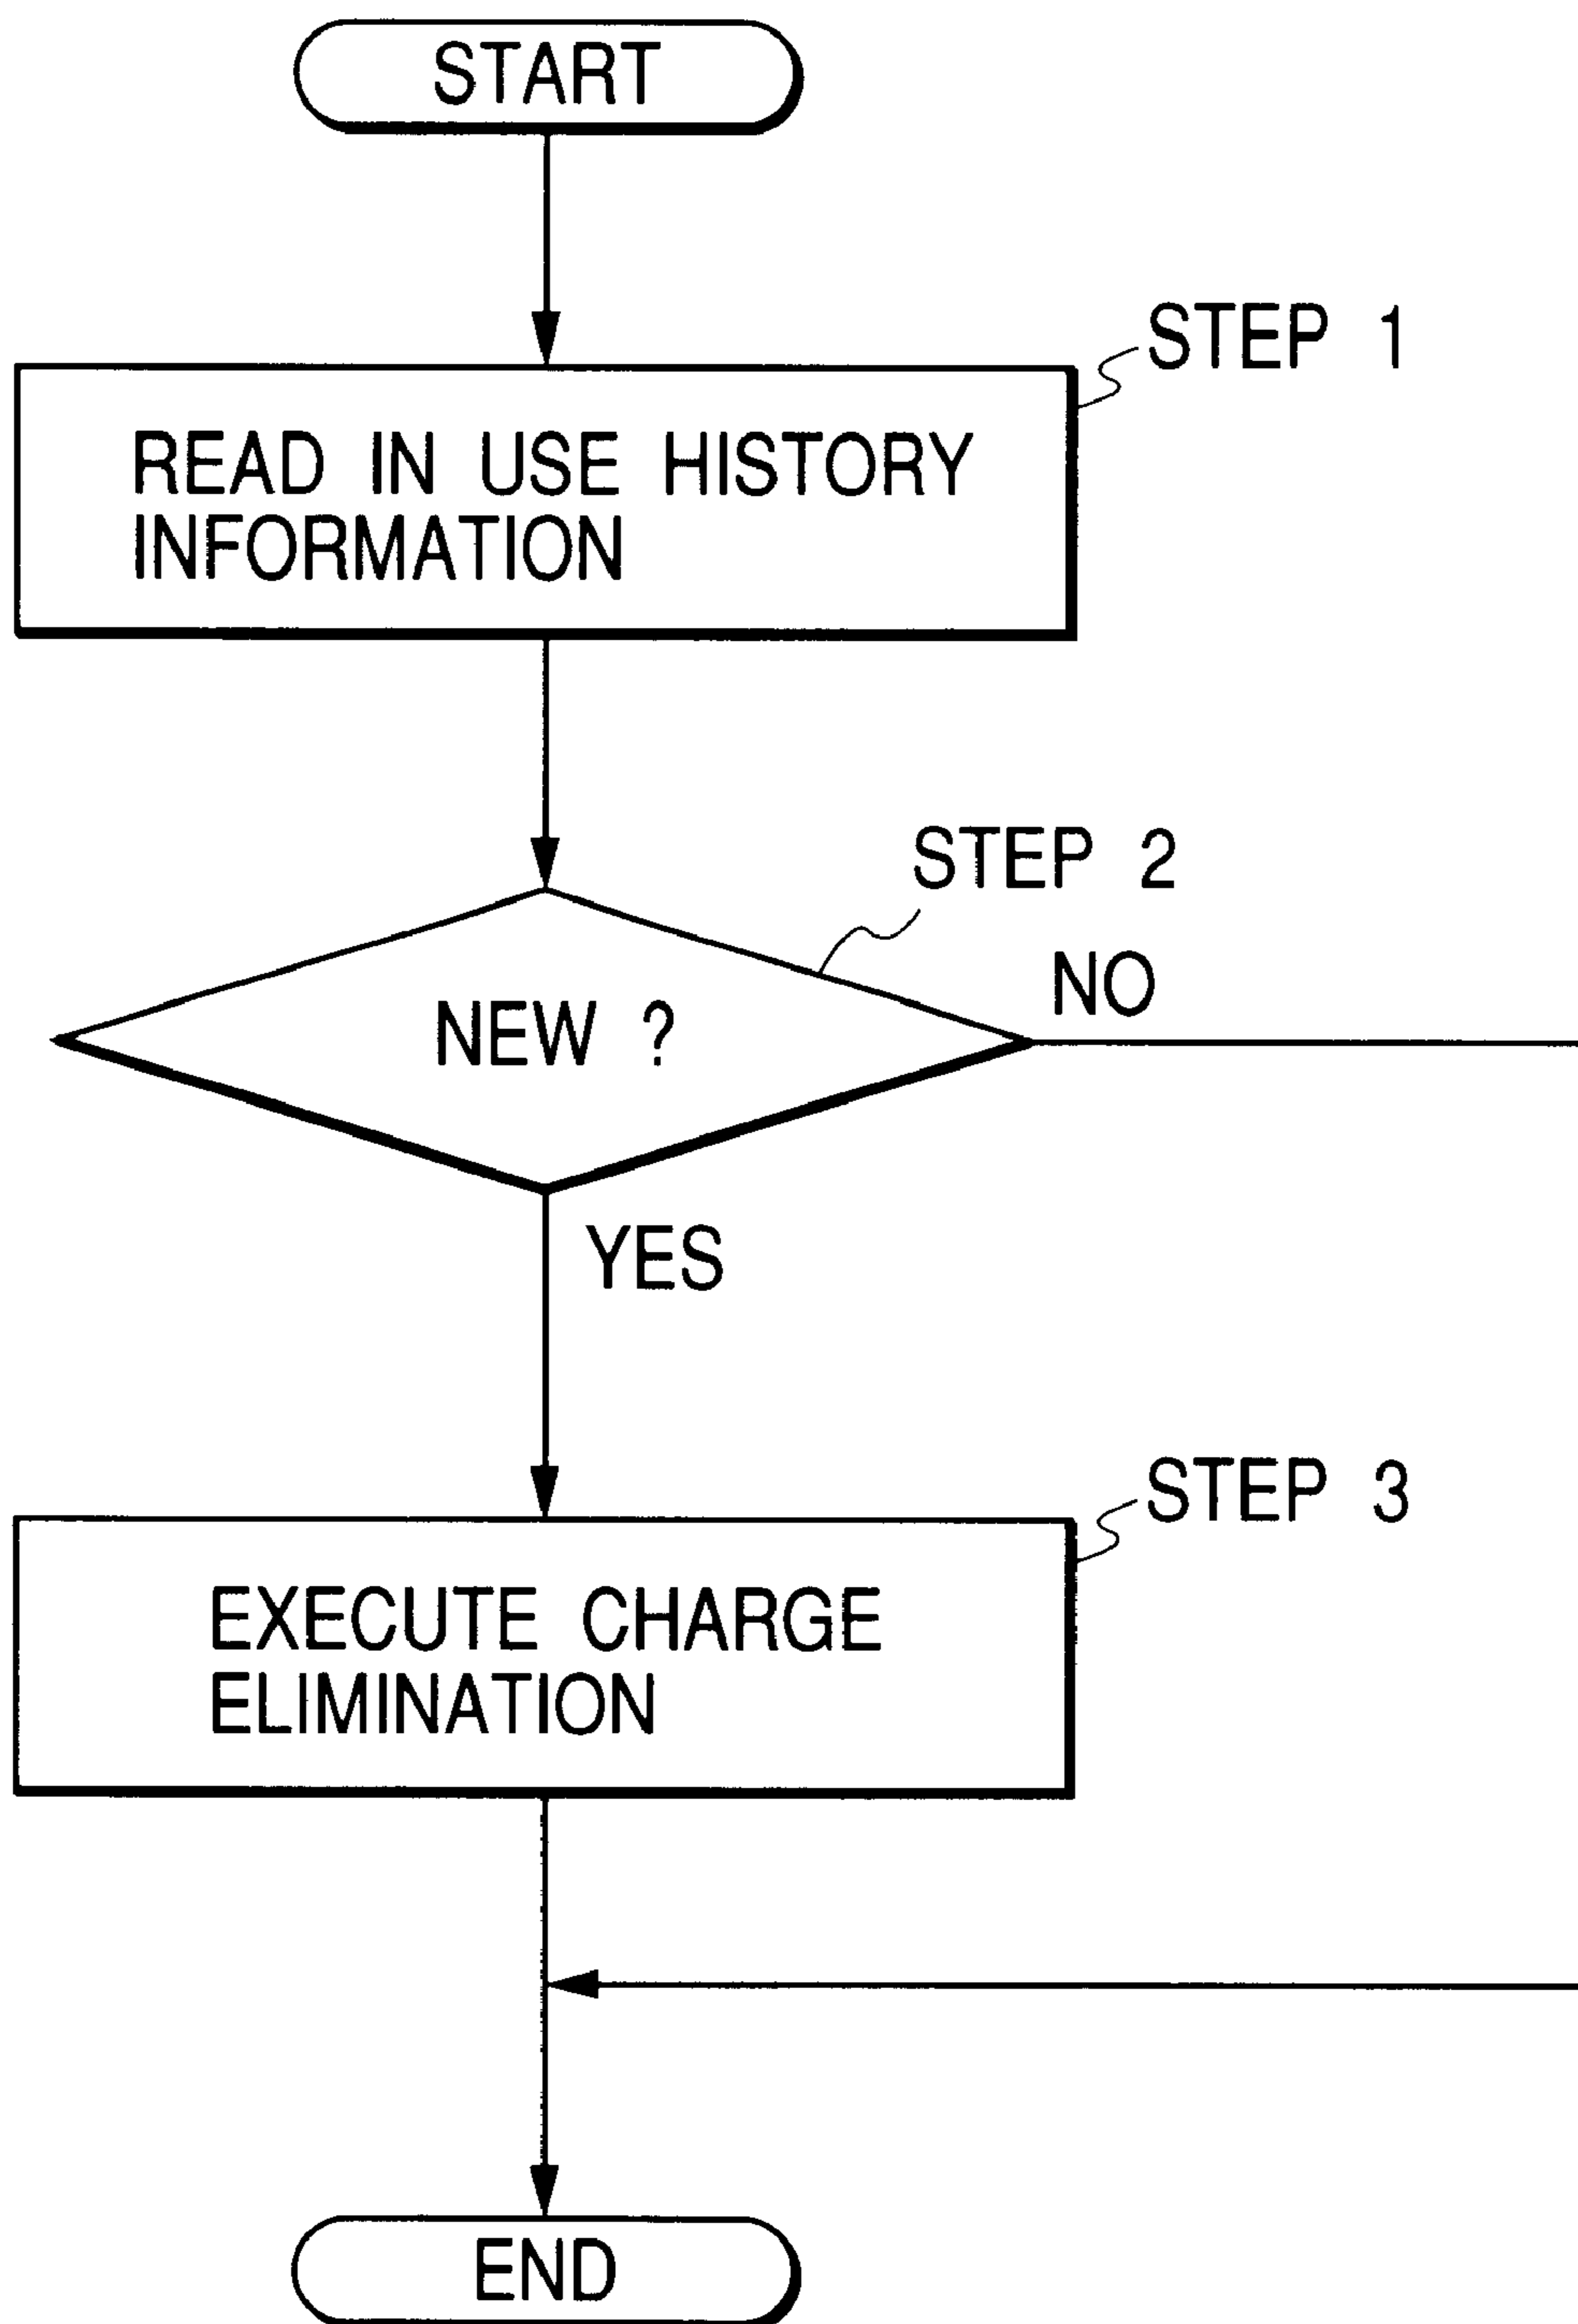 START
STEP 1
READ IN USE HISTORY
INFORMATION
STEP 2
NO
NEW ?
YES
STEP 3
EXECUTE CHARGE
ELIMINATION
END